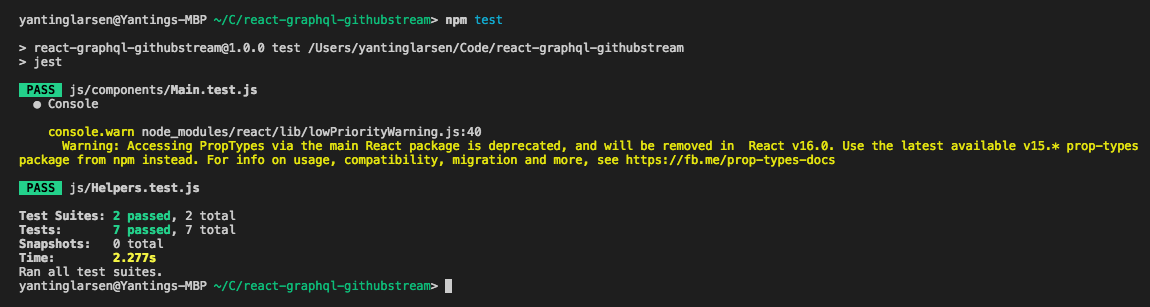 yantinglarsen@Yantings-MBP ~/C/react-graphql-githubstream> npm test
> react-graphql-githubstream@1.0.0 test /Users/yantinglarsen/Code/react-graphql-githubstream
> jest
PASS js/components/Main.test.js
● Console
console.warn node_modules/react/lib/lowPriorityWarning.js:40
Warning: Accessing PropTypes via the main React package is deprecated, and will be removed in  React v16.0. Use the latest available v15.* prop-types
package from npm instead. For info on usage, compatibility, migration and more, see https://fb.me/prop-types-docs
PASS js/Helpers.test.js
Test Suites: 2 passed, 2 total
Tests:       7 passed, 7 total
Snapshots:   0 total
Time:        2.277s
Ran all test suites.
yantinglarsen@Yantings-MBP ~/C/react-graphql-githubstream>